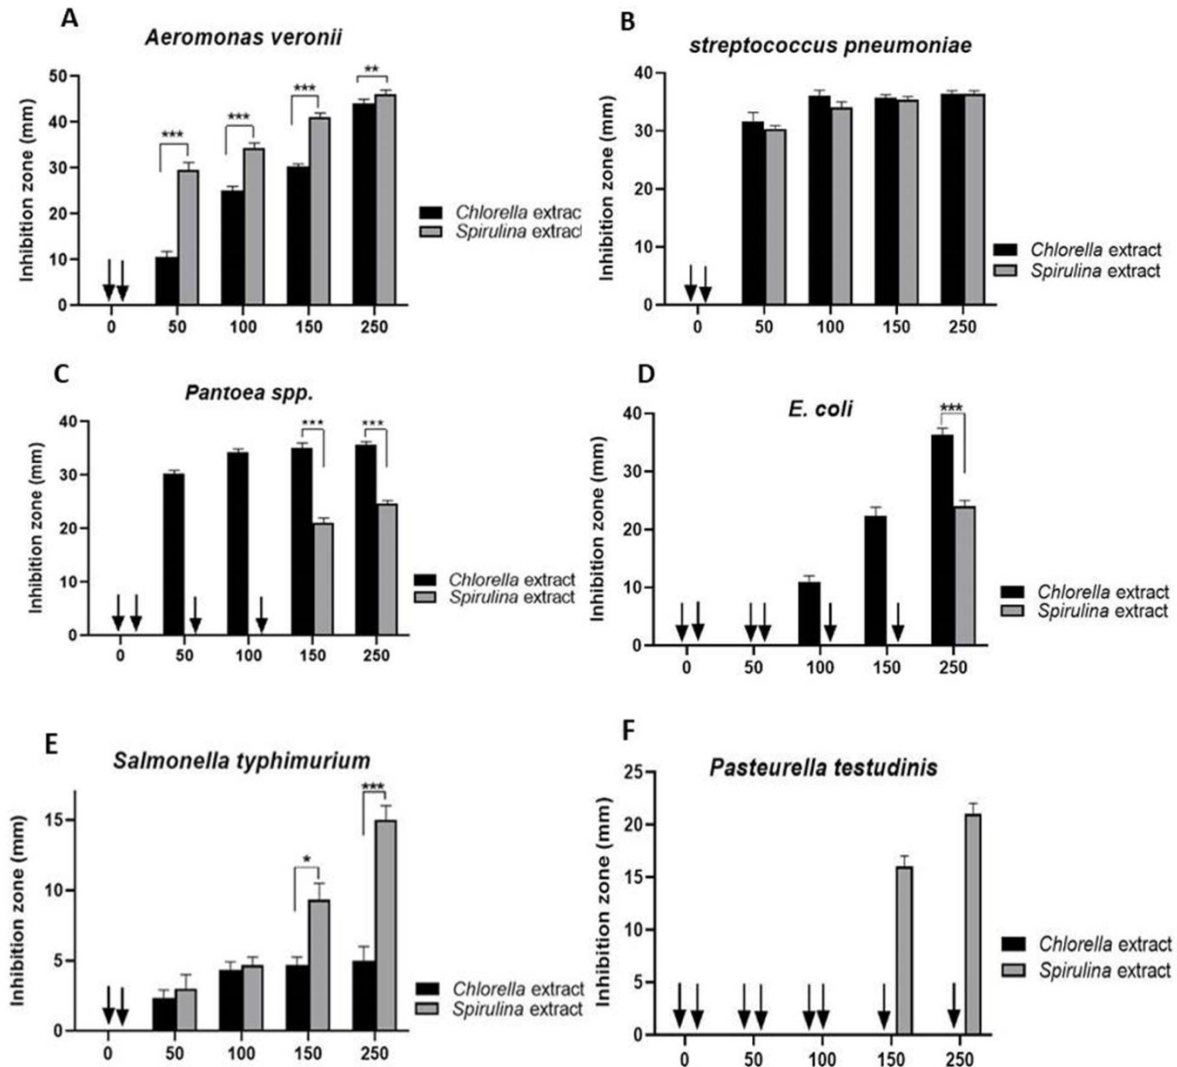 A
Aeromonas veronii
Inhibition zone (mm)
50
40
30
20
10
0
***
***
***
**
0 50 100 150 250
Chlorella extrac
Spirulina extract
B
streptococcus pneumoniae
Inhibition zone (mm)
40
30
20
10
0
0 50 100 150 250
Chlorella extract
Spirulina extract
C
Pantoea spp.
Inhibition zone (mm)
40
30
20
10
0
*** ***
0 50 100 150 250
Chlorella extract
Spirulina extract
D
E. coli
Inhibition zone (mm)
40
30
20
10
0
***
0 50 100 150 250
Chlorella extract
Spirulina extract
E
Salmonella typhimurium
Inhibition zone (mm)
15
10
5
0
*
***
0 50 100 150 250
Chlorella extract
Spirulina extract
F
Pasteurella testudinis
Inhibition zone (mm)
25
20
15
10
5
0
0 50 100 150 250
Chlorella extract
Spirulina extract